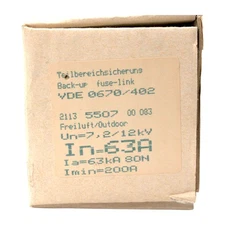 Teilbereichsicherung
Back-up fuse-link
VDE 0670/402
2113 5507 00 083
Freiluft/Outdoor
Un=7,2/12kV
In=63A
Ia=63kA 80N
Imin=200A